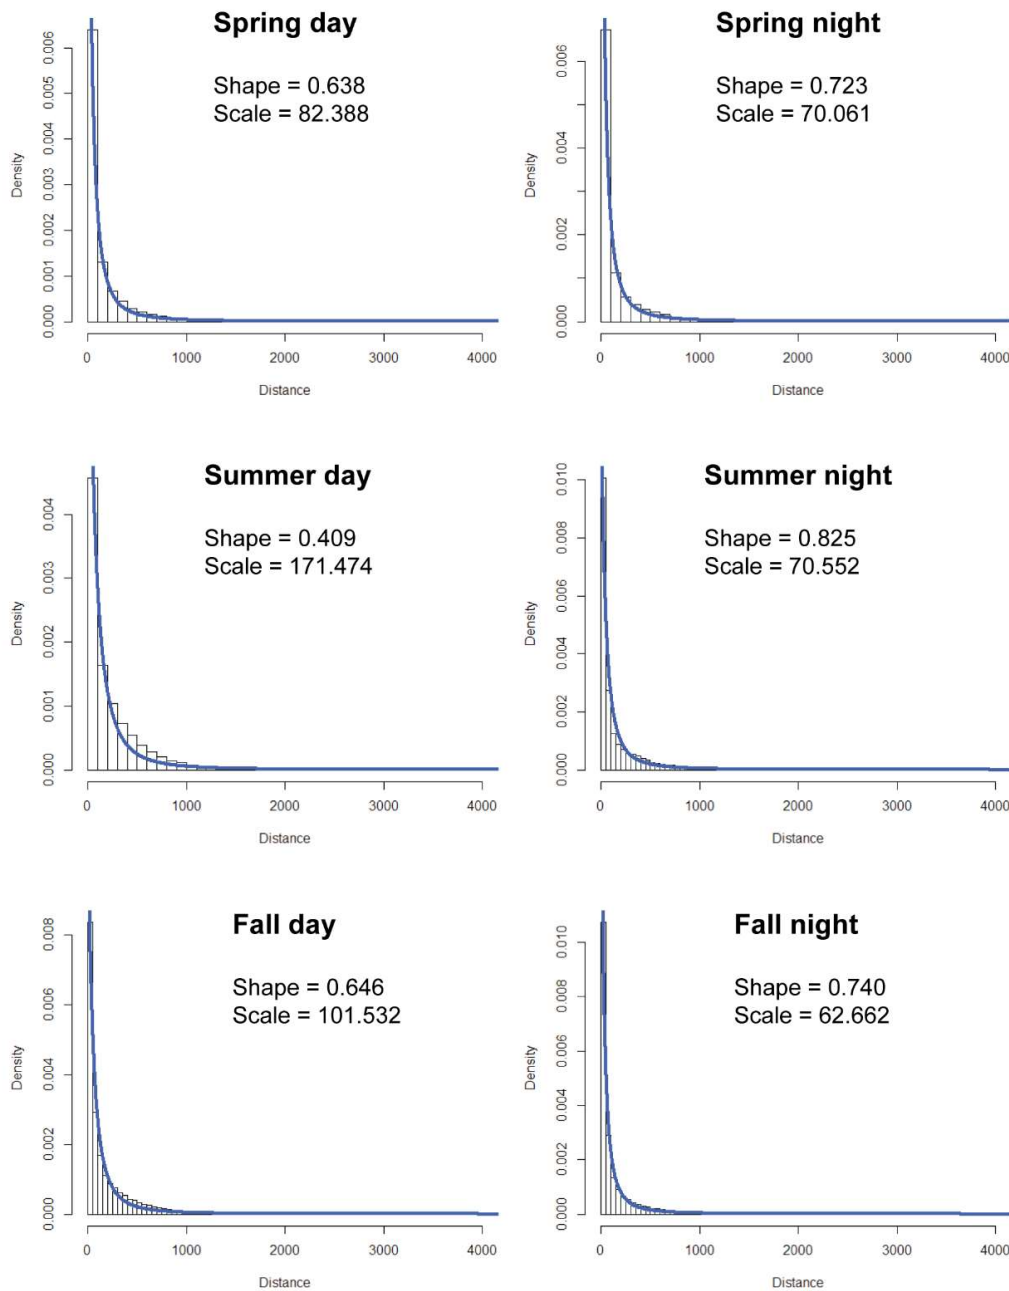 Spring day
Shape = 0.638
Scale = 82.388
Density
0.006
0.005
0.004
0.003
0.002
0.001
0.000
0 1000 2000 3000 4000
Distance
Spring night
Shape = 0.723
Scale = 70.061
Density
0.006
0.004
0.002
0.000
0 1000 2000 3000 4000
Distance
Summer day
Shape = 0.409
Scale = 171.474
Density
0.004
0.003
0.002
0.001
0.000
0 1000 2000 3000 4000
Distance
Summer night
Shape = 0.825
Scale = 70.552
Density
0.010
0.008
0.006
0.004
0.002
0.000
0 1000 2000 3000 4000
Distance
Fall day
Shape = 0.646
Scale = 101.532
Density
0.008
0.006
0.004
0.002
0.000
0 1000 2000 3000 4000
Distance
Fall night
Shape = 0.740
Scale = 62.662
Density
0.010
0.008
0.006
0.004
0.002
0.000
0 1000 2000 3000 4000
Distance